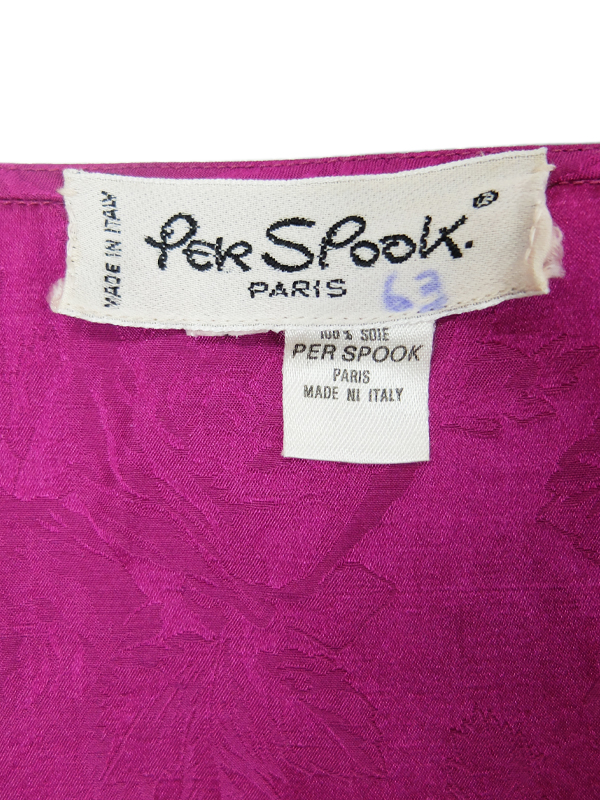 MADE IN ITALY
PER SPOOK.®
PARIS
63
100% SOIE
PER SPOOK
PARIS
MADE NI ITALY